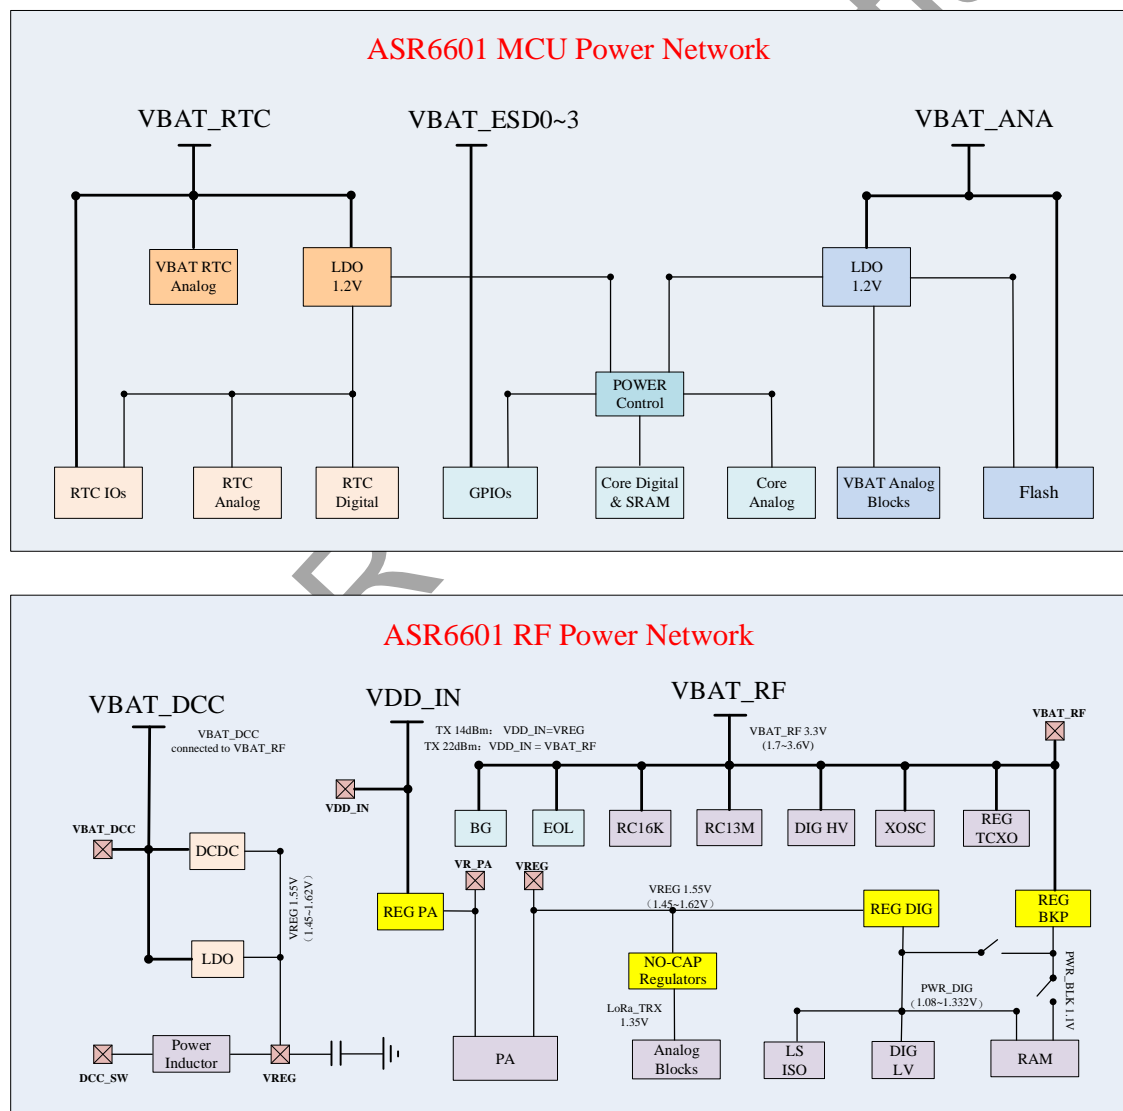 ASR6601 MCU Power Network
VBAT_RTC
VBAT_ESD0~3
VBAT_ANA
VBAT RTC
Analog
LDO
1.2V
LDO
1.2V
POWER
Control
RTC IOs
RTC
Analog
RTC
Digital
GPIOs
Core Digital
& SRAM
Core
Analog
VBAT Analog
Blocks
Flash
ASR6601 RF Power Network
VBAT_DCC
VBAT_DCC
connected to VBAT_RF
VDD_IN
TX 14dBm: VDD_IN=VREG
TX 22dBm: VDD_IN = VBAT_RF
VBAT_RF
VBAT_RF 3.3V
(1.7~3.6V)
VBAT_RF
VDD_IN
BG
EOL
RC16K
RC13M
DIG HV
XOSC
REG
TCXO
VBAT_DCC
DCDC
VREG 1.55V
(1.45~1.62V)
LDO
VR_PA
VREG
REG PA
VREG 1.55V
(1.45~1.62V)
REG DIG
REG
BKP
NO-CAP
Regulators
LoRa_TRX
1.35V
PWR_DIG
(1.08~1.332V)
PWR_BLK 1.1V
Power
Inductor
DCC_SW
VREG
PA
Analog
Blocks
LS
ISO
DIG
LV
RAM